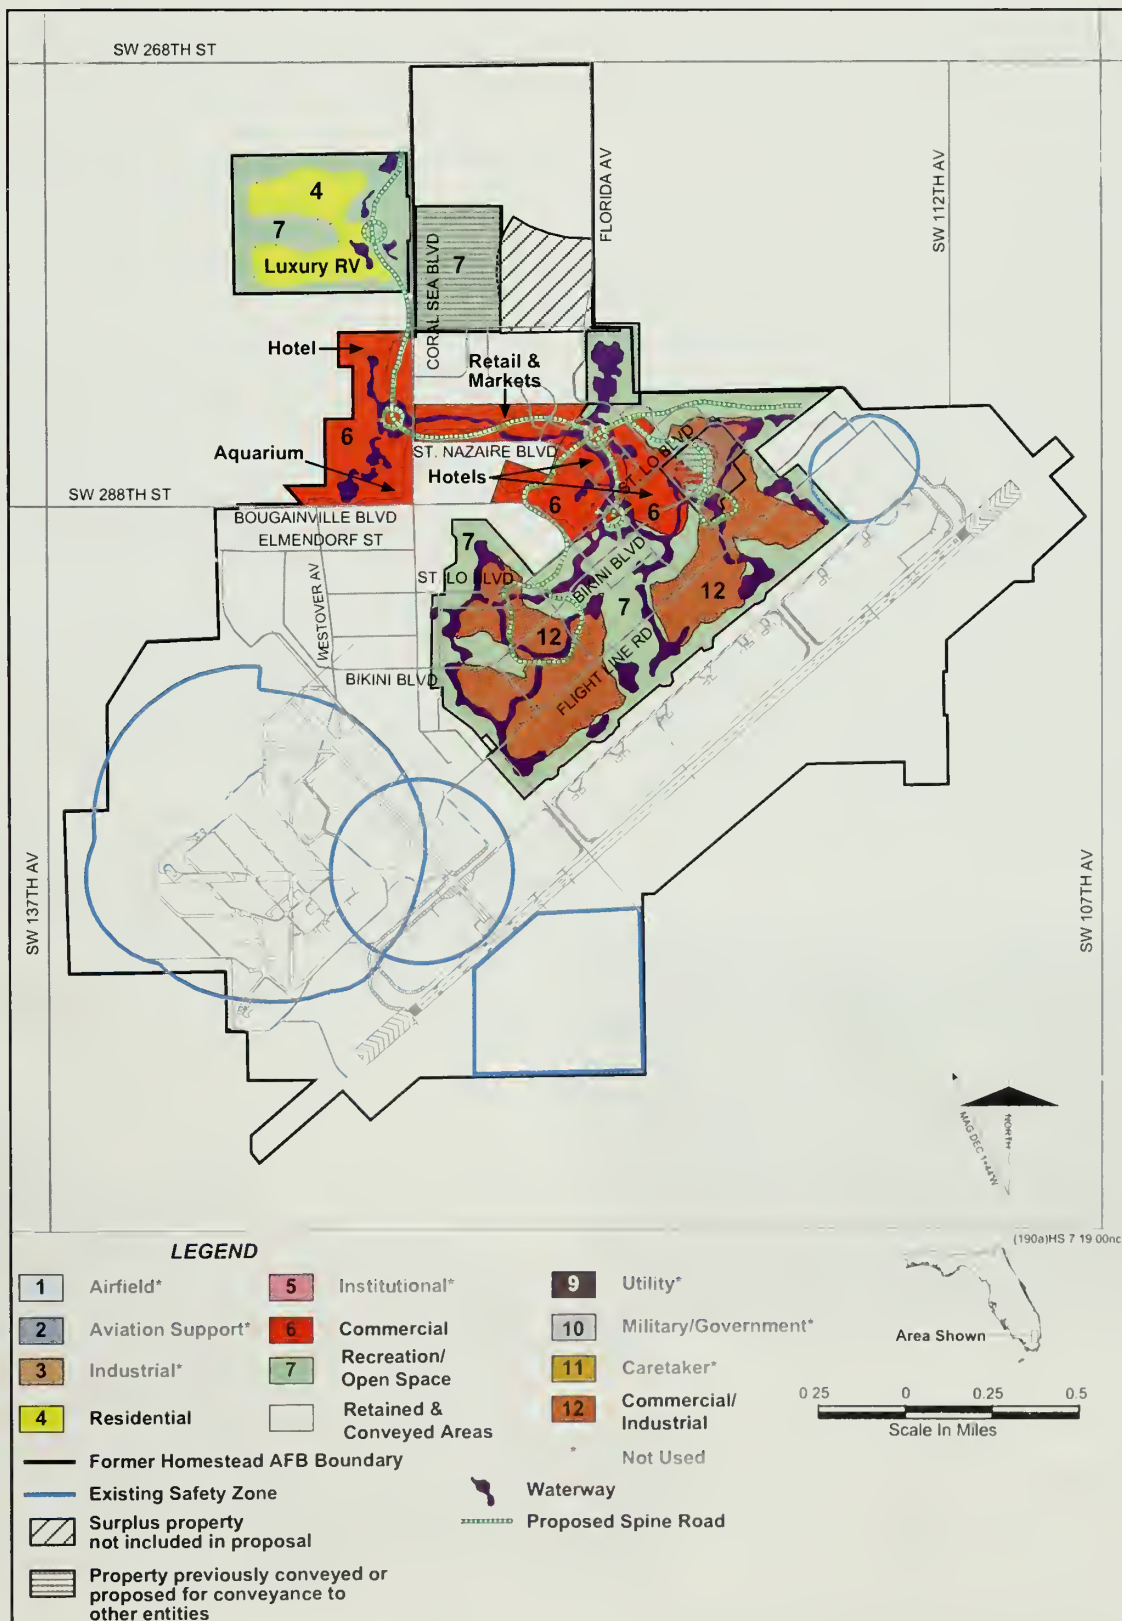 SW 268TH ST
FLORIDA AV
SW 112TH AV
4
7
Luxury RV
CORAL SEA BLVD
7
Hotel
Retail &
Markets
6
Aquarium
ST. NAZAIRE BLVD
ST. LO BLVD
Hotels
SW 288TH ST
6
6
BOUGAINVILLE BLVD
ELMENDORF ST
7
ST. LO BLVD
BIKINI BLVD
WESTOVER AV
7
12
12
FLIGHT LINE RD
BIKINI BLVD
SW 137TH AV
SW 107TH AV
MAG DEC 1°44'W
NORTH
(190a)HS 7 19 00nc
LEGEND
1 Airfield*
2 Aviation Support*
3 Industrial*
4 Residential
5 Institutional*
6 Commercial
7 Recreation/
Open Space
Retained &
Conveyed Areas
9 Utility*
10 Military/Government*
11 Caretaker*
12 Commercial/
Industrial
* Not Used
Former Homestead AFB Boundary
Existing Safety Zone
Surplus property
not included in proposal
Property previously conveyed or
proposed for conveyance to
other entities
Waterway
Proposed Spine Road
Area Shown
0 25 0 0.25 0.5
Scale In Miles